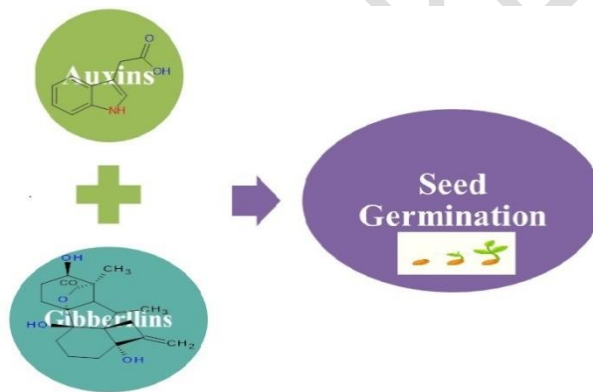 O
Auxins
OH
NH
OH
CO
CH₃
O
CH₃
Gibberllins
HO
CH₂
OH
Seed
Germination